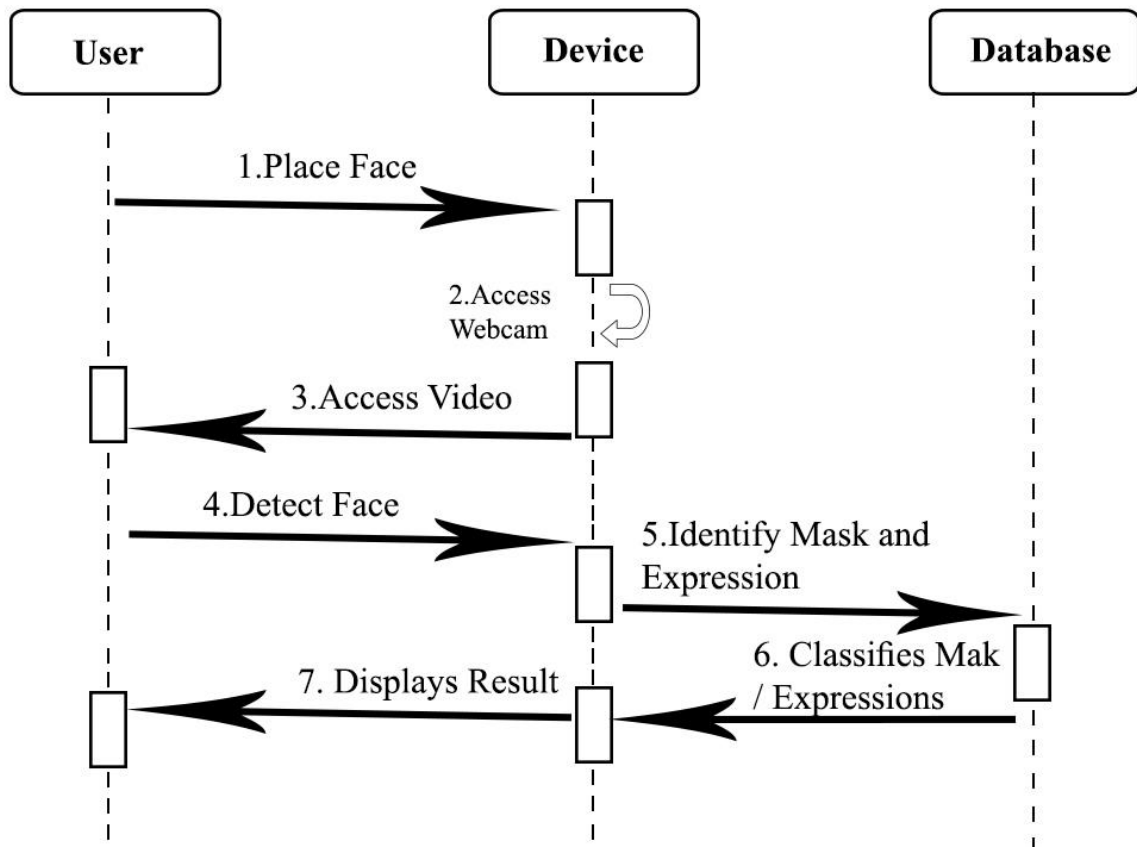 User
Device
Database
1.Place Face
2.Access
Webcam
3.Access Video
4.Detect Face
5.Identify Mask and
Expression
6. Classifies Mak
/ Expressions
7. Displays Result